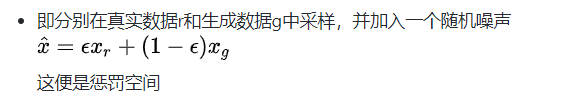 • 即分别在真实数据r和生成数据g中采样，并加入一个随机噪声
x̂ = ϵxᵣ + (1 − ϵ)x_g
这便是惩罚空间